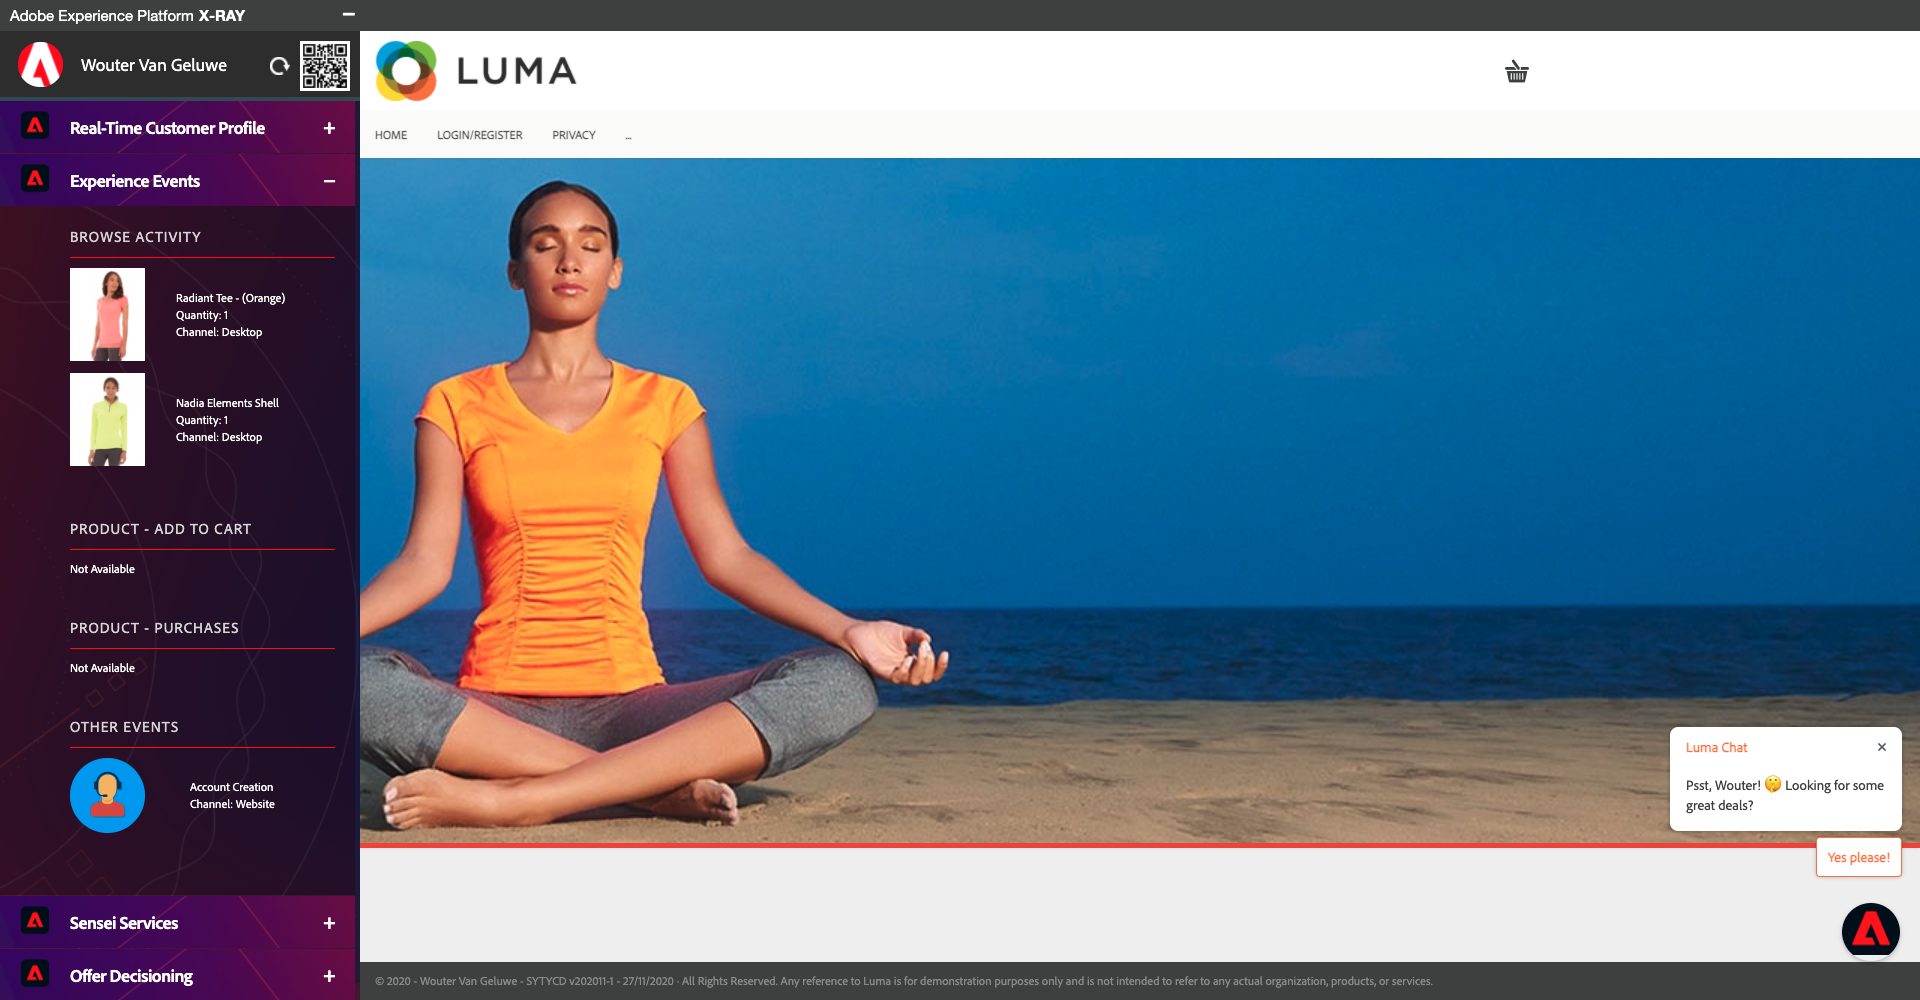 Adobe Experience Platform X-RAY
Wouter Van Geluwe
Real-Time Customer Profile
Experience Events
BROWSE ACTIVITY
Radiant Tee - (Orange)
Quantity: 1
Channel: Desktop
Nadia Elements Shell
Quantity: 1
Channel: Desktop
PRODUCT - ADD TO CART
Not Available
PRODUCT - PURCHASES
Not Available
OTHER EVENTS
Account Creation
Channel: Website
Sensei Services
Offer Decisioning
LUMA
HOME LOGIN/REGISTER PRIVACY ...
Luma Chat
Psst, Wouter! 🤫 Looking for some
great deals?
Yes please!
© 2020 - Wouter Van Geluwe - SYTYCD v202011-1 - 27/11/2020 · All Rights Reserved. Any reference to Luma is for demonstration purposes only and is not intended to refer to any actual organization, products, or services.